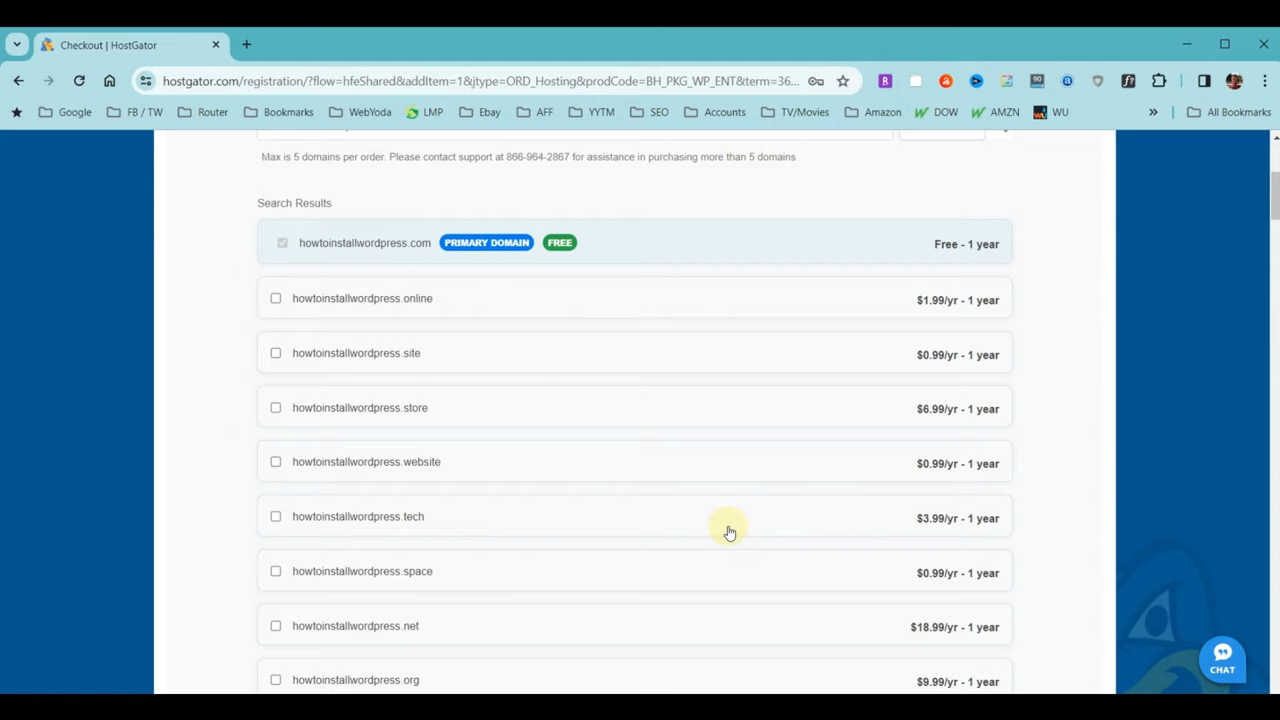 Checkout | HostGator
hostgator.com/registration/?flow=hfeShared&addItem=1&jtype=ORD_Hosting&prodCode=BH_PKG_WP_ENT&term=36...
Google FB / TW Router Bookmarks WebYoda LMP Ebay AFF YYTM SEO Accounts TV/Movies Amazon DOW AMZN WU » All Bookmarks
Max is 5 domains per order. Please contact support at 866-964-2867 for assistance in purchasing more than 5 domains
Search Results
howtoinstallwordpress.com PRIMARY DOMAIN FREE Free - 1 year
howtoinstallwordpress.online $1.99/yr - 1 year
howtoinstallwordpress.site $0.99/yr - 1 year
howtoinstallwordpress.store $6.99/yr - 1 year
howtoinstallwordpress.website $0.99/yr - 1 year
howtoinstallwordpress.tech $3.99/yr - 1 year
howtoinstallwordpress.space $0.99/yr - 1 year
howtoinstallwordpress.net $18.99/yr - 1 year
howtoinstallwordpress.org $9.99/yr - 1 year
CHAT